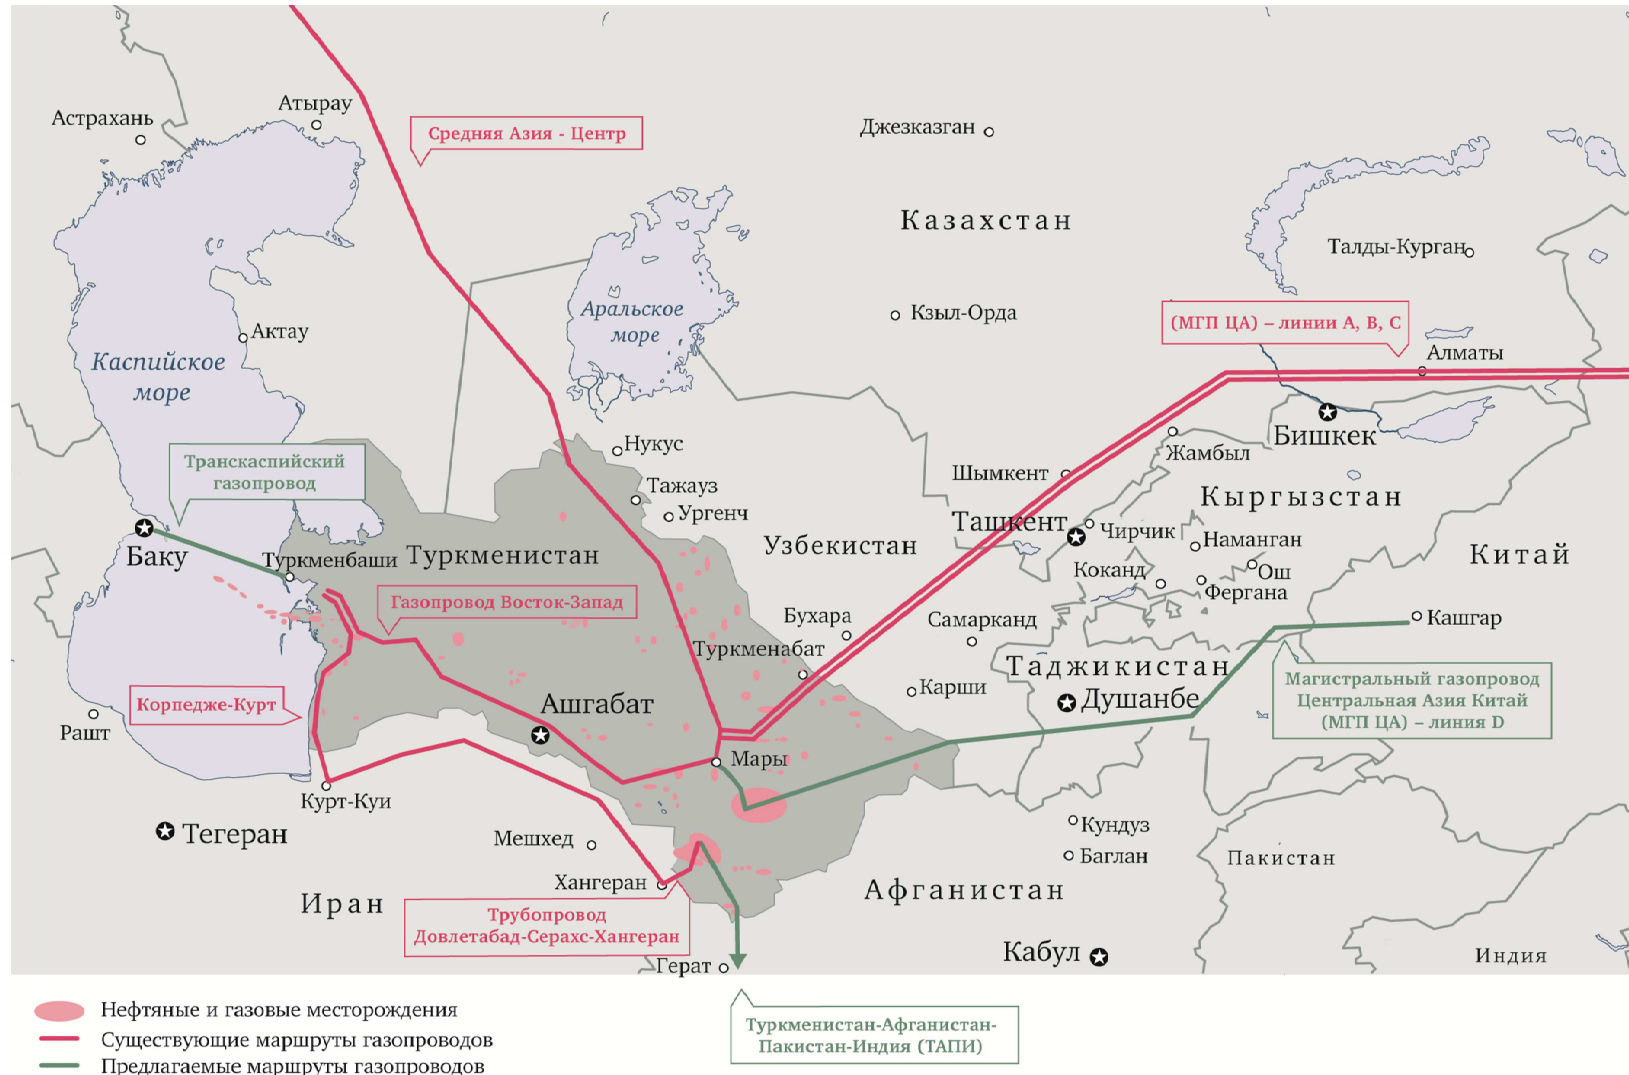 Астрахань
Атырау
Средняя Азия - Центр
Джезказган
Казахстан
Талды-Курган
Аральское
море
Кзыл-Орда
(МГП ЦА) – линии А, В, С
Алматы
Актау
Каспийское
море
Бишкек
Нукус
Жамбыл
Транскаспийский
газопровод
Шымкент
Тажауз
Кыргызстан
Ургенч
Ташкент
Чирчик
Баку
Туркменбаши
Туркменистан
Узбекистан
Наманган
Китай
Коканд
Ош
Фергана
Газопровод Восток-Запад
Бухара
Самарканд
Кашгар
Туркменабат
Таджикистан
Карши
Душанбе
Магистральный газопровод
Центральная Азия Китай
(МГП ЦА) – линия D
Корпедже-Курт
Ашгабат
Рашт
Мары
Курт-Куи
Тегеран
Мешхед
Кундуз
Баглан
Пакистан
Хангеран
Афганистан
Иран
Трубопровод
Довлетабад-Серахс-Хангеран
Кабул
Индия
Герат
Нефтяные и газовые месторождения
Существующие маршруты газопроводов
Предлагаемые маршруты газопроводов
Туркменистан-Афганистан-
Пакистан-Индия (ТАПИ)